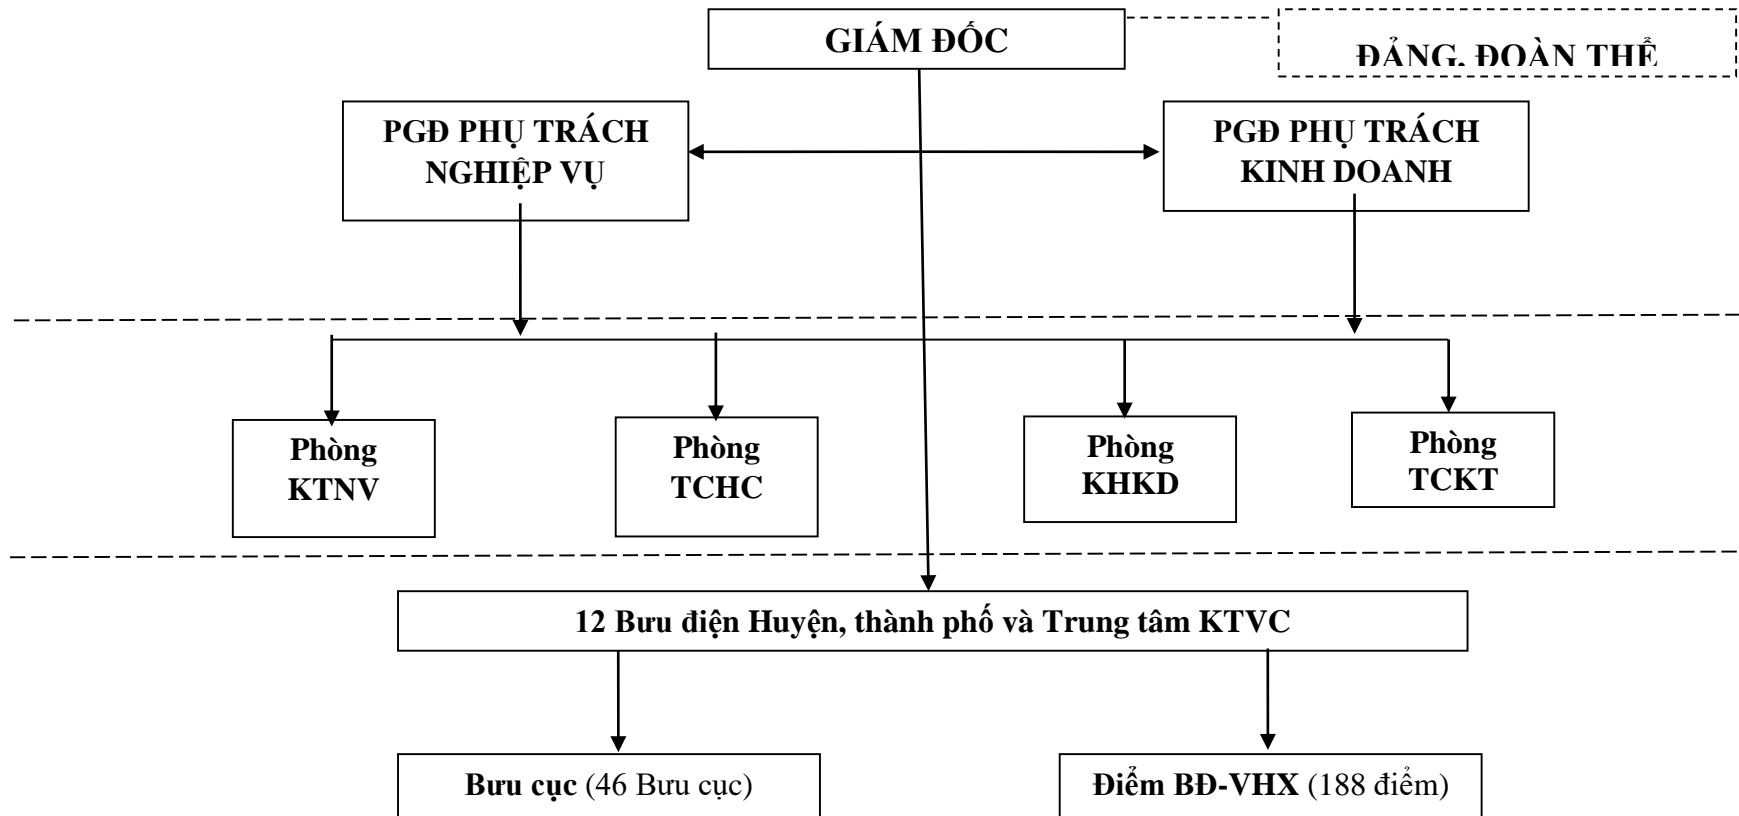 GIÁM ĐỐC
ĐẢNG, ĐOÀN THỂ
PGĐ PHỤ TRÁCH
NGHIỆP VỤ
PGĐ PHỤ TRÁCH
KINH DOANH
Phòng
KTNV
Phòng
TCHC
Phòng
KHKD
Phòng
TCKT
12 Bưu điện Huyện, thành phố và Trung tâm KTVC
Bưu cục (46 Bưu cục)
Điểm BĐ-VHX (188 điểm)